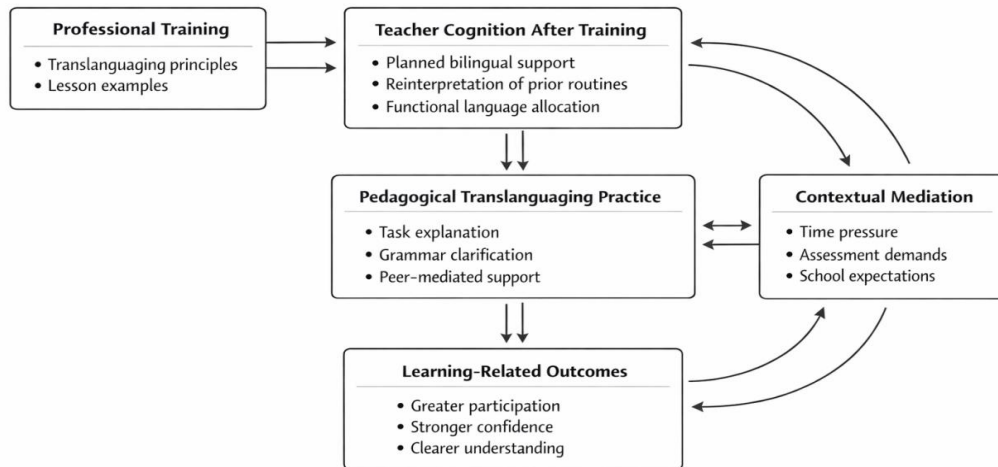 Professional Training
• Translanguaging principles
• Lesson examples
Teacher Cognition After Training
• Planned bilingual support
• Reinterpretation of prior routines
• Functional language allocation
Pedagogical Translanguaging Practice
• Task explanation
• Grammar clarification
• Peer-mediated support
Contextual Mediation
• Time pressure
• Assessment demands
• School expectations
Learning-Related Outcomes
• Greater participation
• Stronger confidence
• Clearer understanding